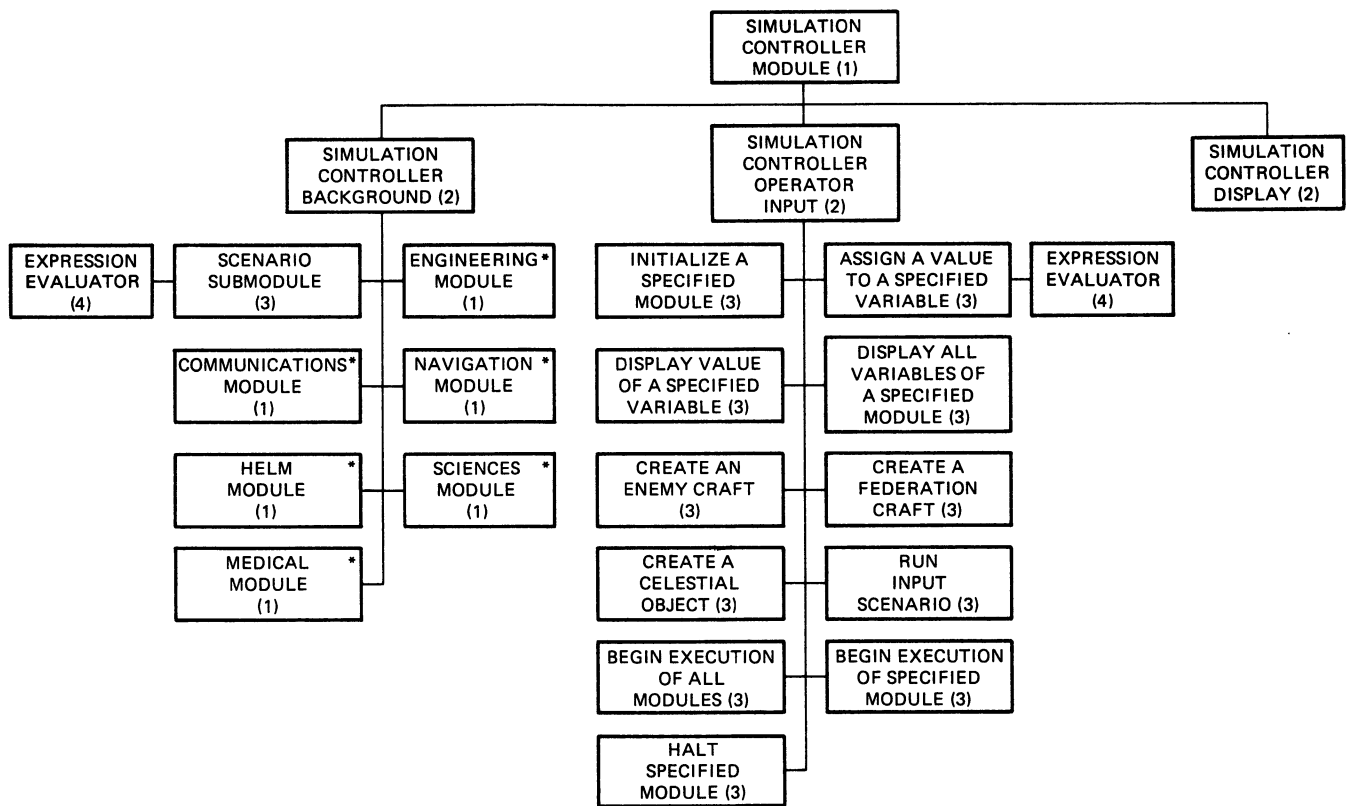 SIMULATION
CONTROLLER
MODULE (1)
SIMULATION
CONTROLLER
BACKGROUND (2)
SIMULATION
CONTROLLER
OPERATOR
INPUT (2)
SIMULATION
CONTROLLER
DISPLAY (2)
EXPRESSION
EVALUATOR
(4)
SCENARIO
SUBMODULE
(3)
ENGINEERING *
MODULE
(1)
COMMUNICATIONS *
MODULE
(1)
NAVIGATION *
MODULE
(1)
HELM *
MODULE
(1)
SCIENCES *
MODULE
(1)
MEDICAL *
MODULE
(1)
INITIALIZE A
SPECIFIED
MODULE (3)
ASSIGN A VALUE
TO A SPECIFIED
VARIABLE (3)
EXPRESSION
EVALUATOR
(4)
DISPLAY VALUE
OF A SPECIFIED
VARIABLE (3)
DISPLAY ALL
VARIABLES OF
A SPECIFIED
MODULE (3)
CREATE AN
ENEMY CRAFT
(3)
CREATE A
FEDERATION
CRAFT (3)
CREATE A
CELESTIAL
OBJECT (3)
RUN
INPUT
SCENARIO (3)
BEGIN EXECUTION
OF ALL
MODULES (3)
BEGIN EXECUTION
OF SPECIFIED
MODULE (3)
HALT
SPECIFIED
MODULE (3)